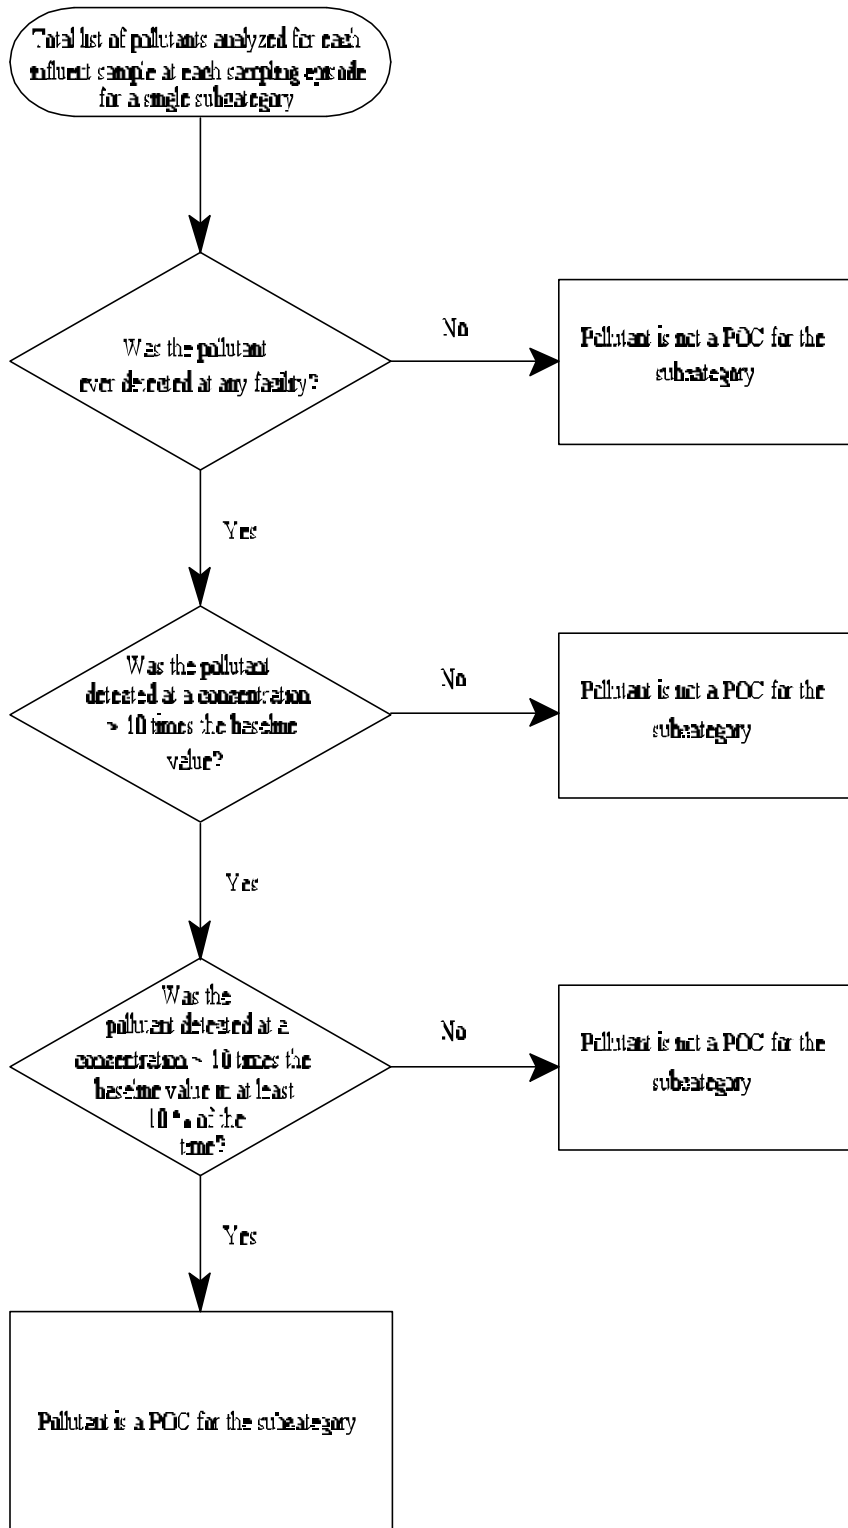 Total list of pollutants analyzed for each
influent sample at each sampling episode
for a single subcategory
Was the pollutant
ever detected at any facility?
No
Pollutant is not a POC for the
subcategory
Yes
Was the pollutant
detected at a concentration
> 10 times the baseline
value?
No
Pollutant is not a POC for the
subcategory
Yes
Was the
pollutant detected at a
concentration > 10 times the
baseline value in at least
10 % of the
time?
No
Pollutant is not a POC for the
subcategory
Yes
Pollutant is a POC for the subcategory